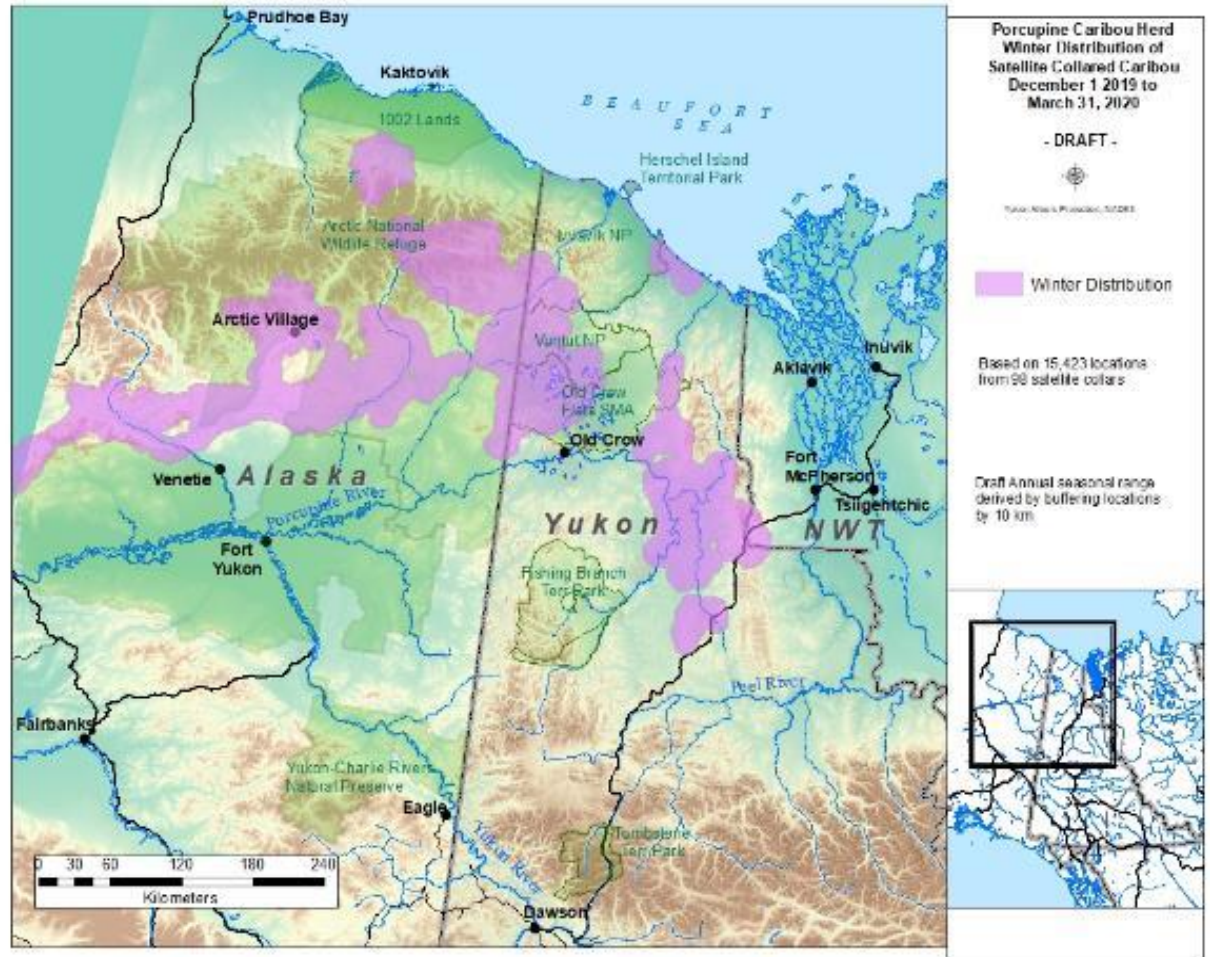 Prudhoe Bay
Kaktovik
1002 Lands
BEAUFORT
SEA
Herschel Island
Territorial Park
Arctic National
Wildlife Refuge
Ivvavik NP
Arctic Village
Vuntut NP
Old Crow
Flats SMA
Aklavik
Inuvik
Old Crow
Venetie
Alaska
Fort
McPherson
Tsiigehtchic
Porcupine River
Yukon
NWT
Fort
Yukon
Fishing Branch
Terr Park
Peel River
Fairbanks
Yukon-Charlie Rivers
Natural Preserve
Eagle
Yukon River
Tombstone
Terr Park
Dawson
0 30 60 120 180 240
Kilometers
Porcupine Caribou Herd
Winter Distribution of
Satellite Collared Caribou
December 1 2019 to
March 31, 2020
- DRAFT -
Winter Distribution
Based on 15,423 locations
from 98 satellite collars
Draft Annual seasonal range
derived by buffering locations
by 10 km